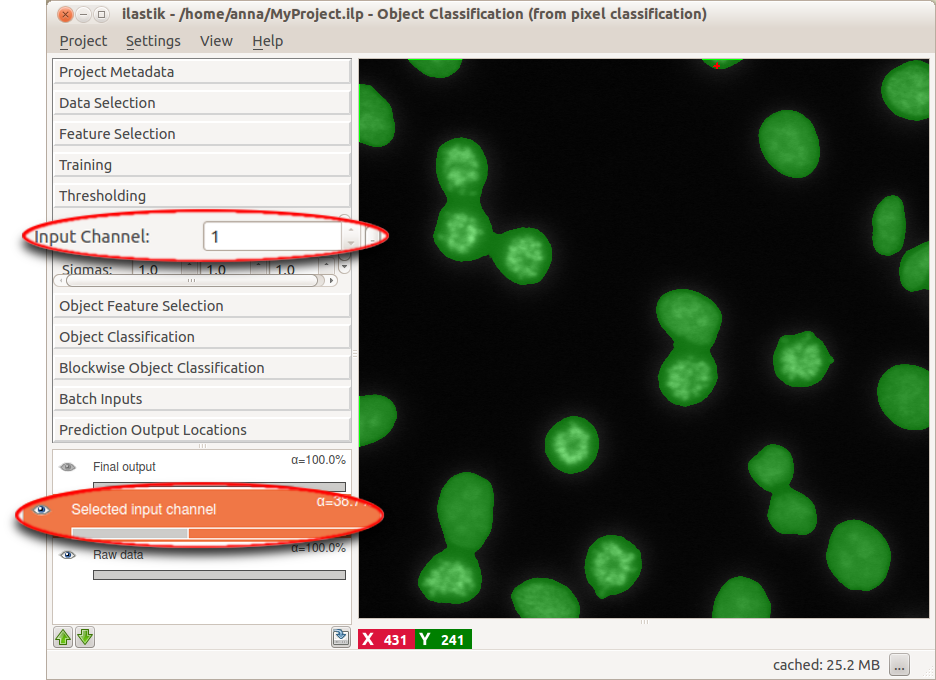 ilastik - /home/anna/MyProject.ilp - Object Classification (from pixel classification)
Project Settings View Help
Project Metadata
Data Selection
Feature Selection
Training
Thresholding
Input Channel: 1
Sigmas: 1.0 1.0 1.0
Object Feature Selection
Object Classification
Blockwise Object Classification
Batch Inputs
Prediction Output Locations
Final output α=100.0%
Selected input channel
Raw data α=100.0%
X 431 Y 241
cached: 25.2 MB ...